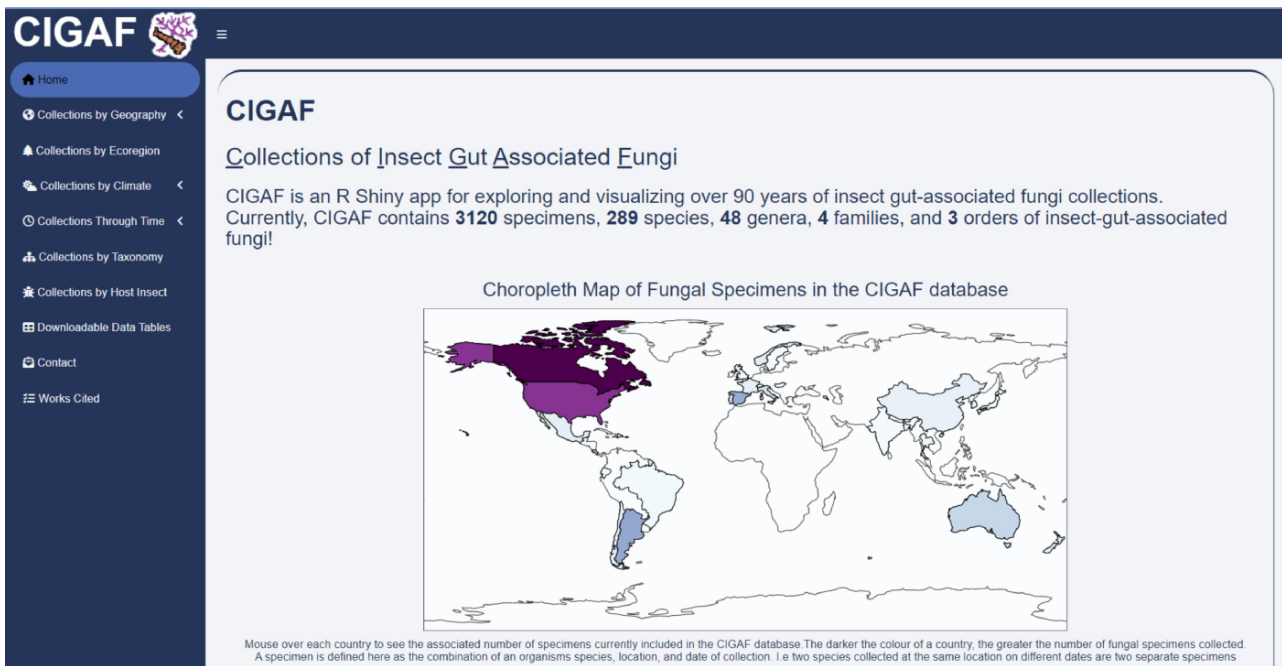 CIGAF
Home
Collections by Geography
Collections by Ecoregion
Collections by Climate
Collections Through Time
Collections by Taxonomy
Collections by Host Insect
Downloadable Data Tables
Contact
Works Cited
CIGAF
Collections of Insect Gut Associated Fungi
CIGAF is an R Shiny app for exploring and visualizing over 90 years of insect gut-associated fungi collections.
Currently, CIGAF contains 3120 specimens, 289 species, 48 genera, 4 families, and 3 orders of insect-gut-associated
fungi!
Choropleth Map of Fungal Specimens in the CIGAF database
Mouse over each country to see the associated number of specimens currently included in the CIGAF database.The darker the colour of a country, the greater the number of fungal specimens collected.
A specimen is defined here as the combination of an organisms species, location, and date of collection. I.e two species collected at the same location on different dates are two separate specimens